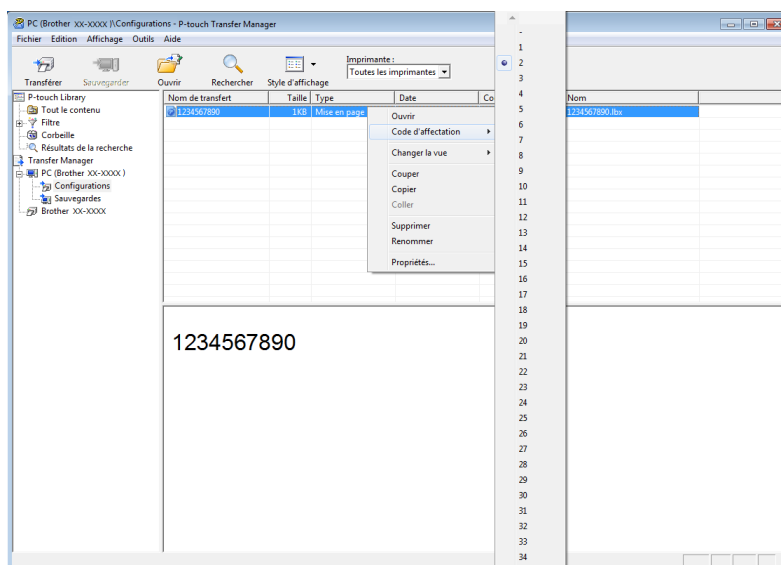 PC (Brother XX-XXXX )\Configurations - P-touch Transfer Manager
Fichier Edition Affichage Outils Aide
Transférer Sauvegarder Ouvrir Rechercher Style d'affichage
Imprimante :
Toutes les imprimantes
P-touch Library
Tout le contenu
Filtre
Corbeille
Résultats de la recherche
Transfer Manager
PC (Brother XX-XXXX )
Configurations
Sauvegardes
Brother XX-XXXX
Nom de transfert Taille Type Date Co Nom
1234567890 1KB Mise en page 1234567890.lbx
Ouvrir
Code d'affectation
Changer la vue
Couper
Copier
Coller
Supprimer
Renommer
Propriétés...
-
1
2
3
4
5
6
7
8
9
10
11
12
13
14
15
16
17
18
19
20
21
22
23
24
25
26
27
28
29
30
31
32
33
34
1234567890